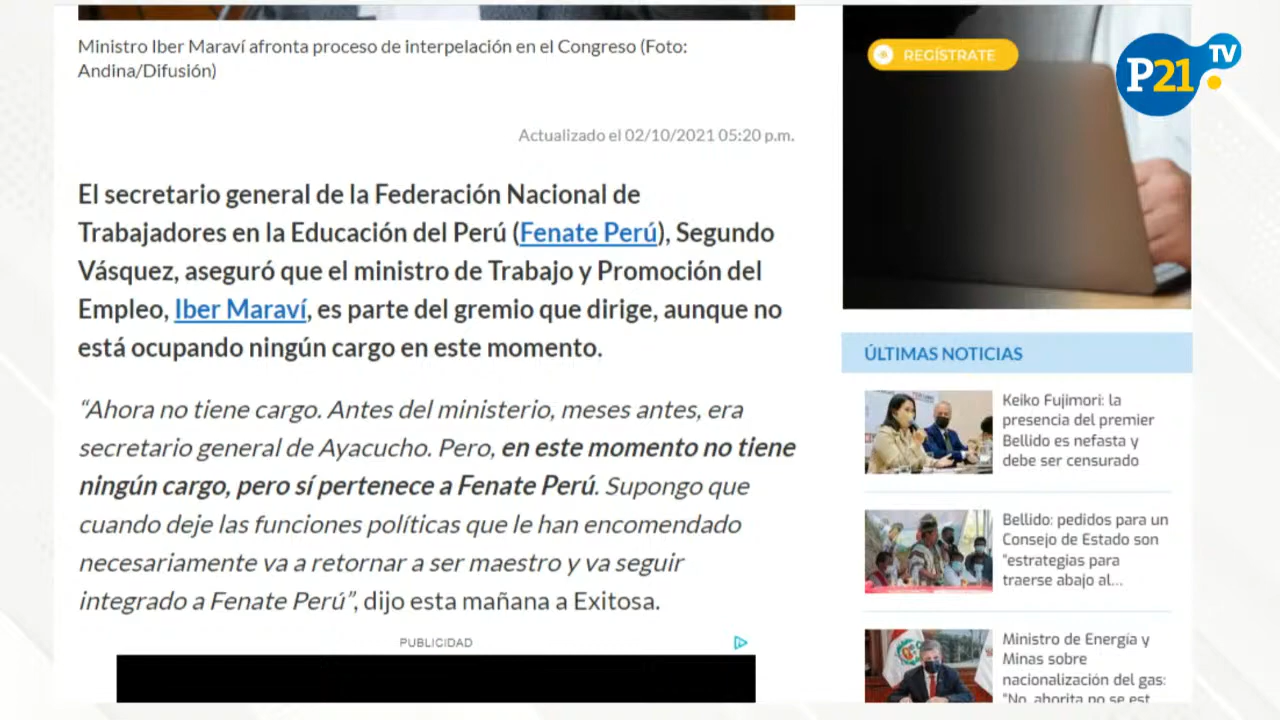 Ministro Iber Maraví afronta proceso de interpelación en el Congreso (Foto:
Andina/Difusión)
Actualizado el 02/10/2021 05:20 p.m.
El secretario general de la Federación Nacional de
Trabajadores en la Educación del Perú (Fenate Perú), Segundo
Vásquez, aseguró que el ministro de Trabajo y Promoción del
Empleo, Iber Maraví, es parte del gremio que dirige, aunque no
está ocupando ningún cargo en este momento.
“Ahora no tiene cargo. Antes del ministerio, meses antes, era
secretario general de Ayacucho. Pero, en este momento no tiene
ningún cargo, pero sí pertenece a Fenate Perú. Supongo que
cuando deje las funciones políticas que le han encomendado
necesariamente va a retornar a ser maestro y va seguir
integrado a Fenate Perú”, dijo esta mañana a Exitosa.
PUBLICIDAD
REGÍSTRATE
P21 TV
ÚLTIMAS NOTICIAS
Keiko Fujimori: la
presencia del premier
Bellido es nefasta y
debe ser censurado
Bellido: pedidos para un
Consejo de Estado son
“estrategias para
traerse abajo al...
Ministro de Energía y
Minas sobre
nacionalización del gas:
“No, ahorita no se est